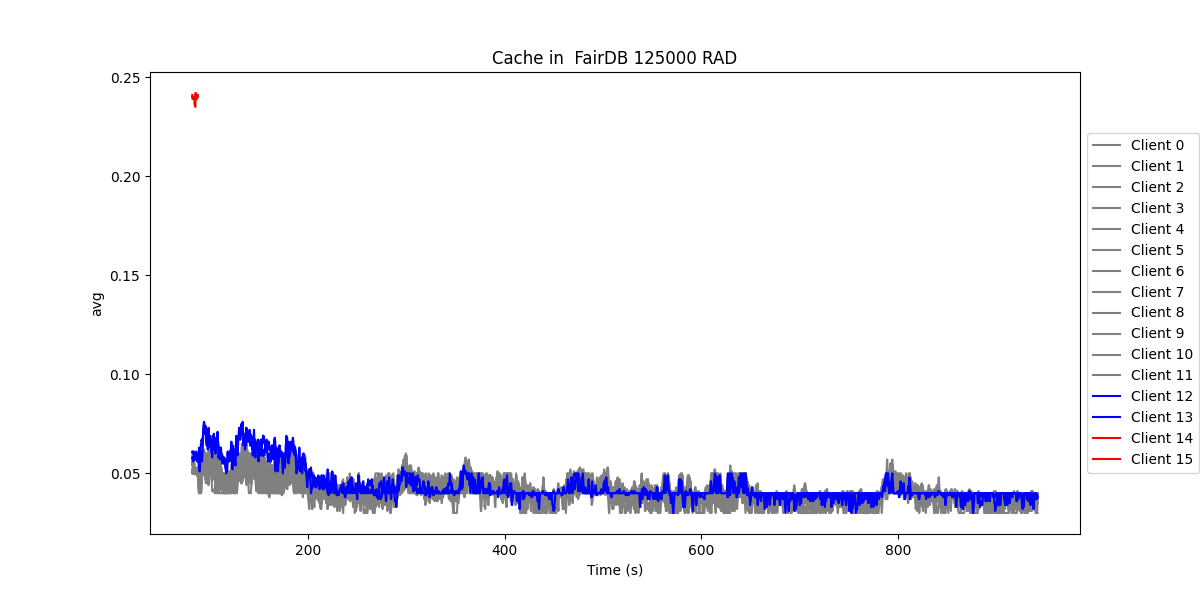 Cache in  FairDB 125000 RAD
0.25
0.20
0.15
0.10
0.05
avg
200
400
600
800
Time (s)
Client 0
Client 1
Client 2
Client 3
Client 4
Client 5
Client 6
Client 7
Client 8
Client 9
Client 10
Client 11
Client 12
Client 13
Client 14
Client 15